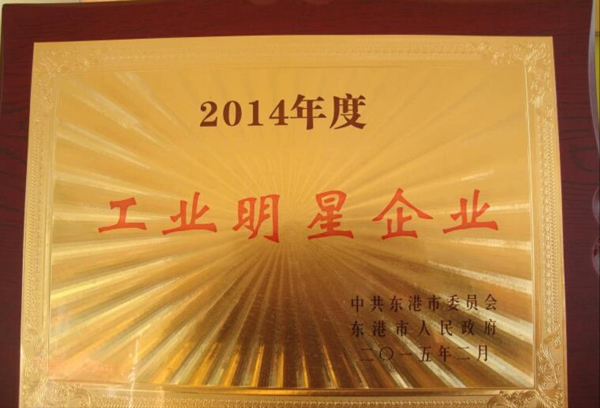 2014年度
工业明星企业
中共东港市委员会
东港市人民政府
二〇一五年二月